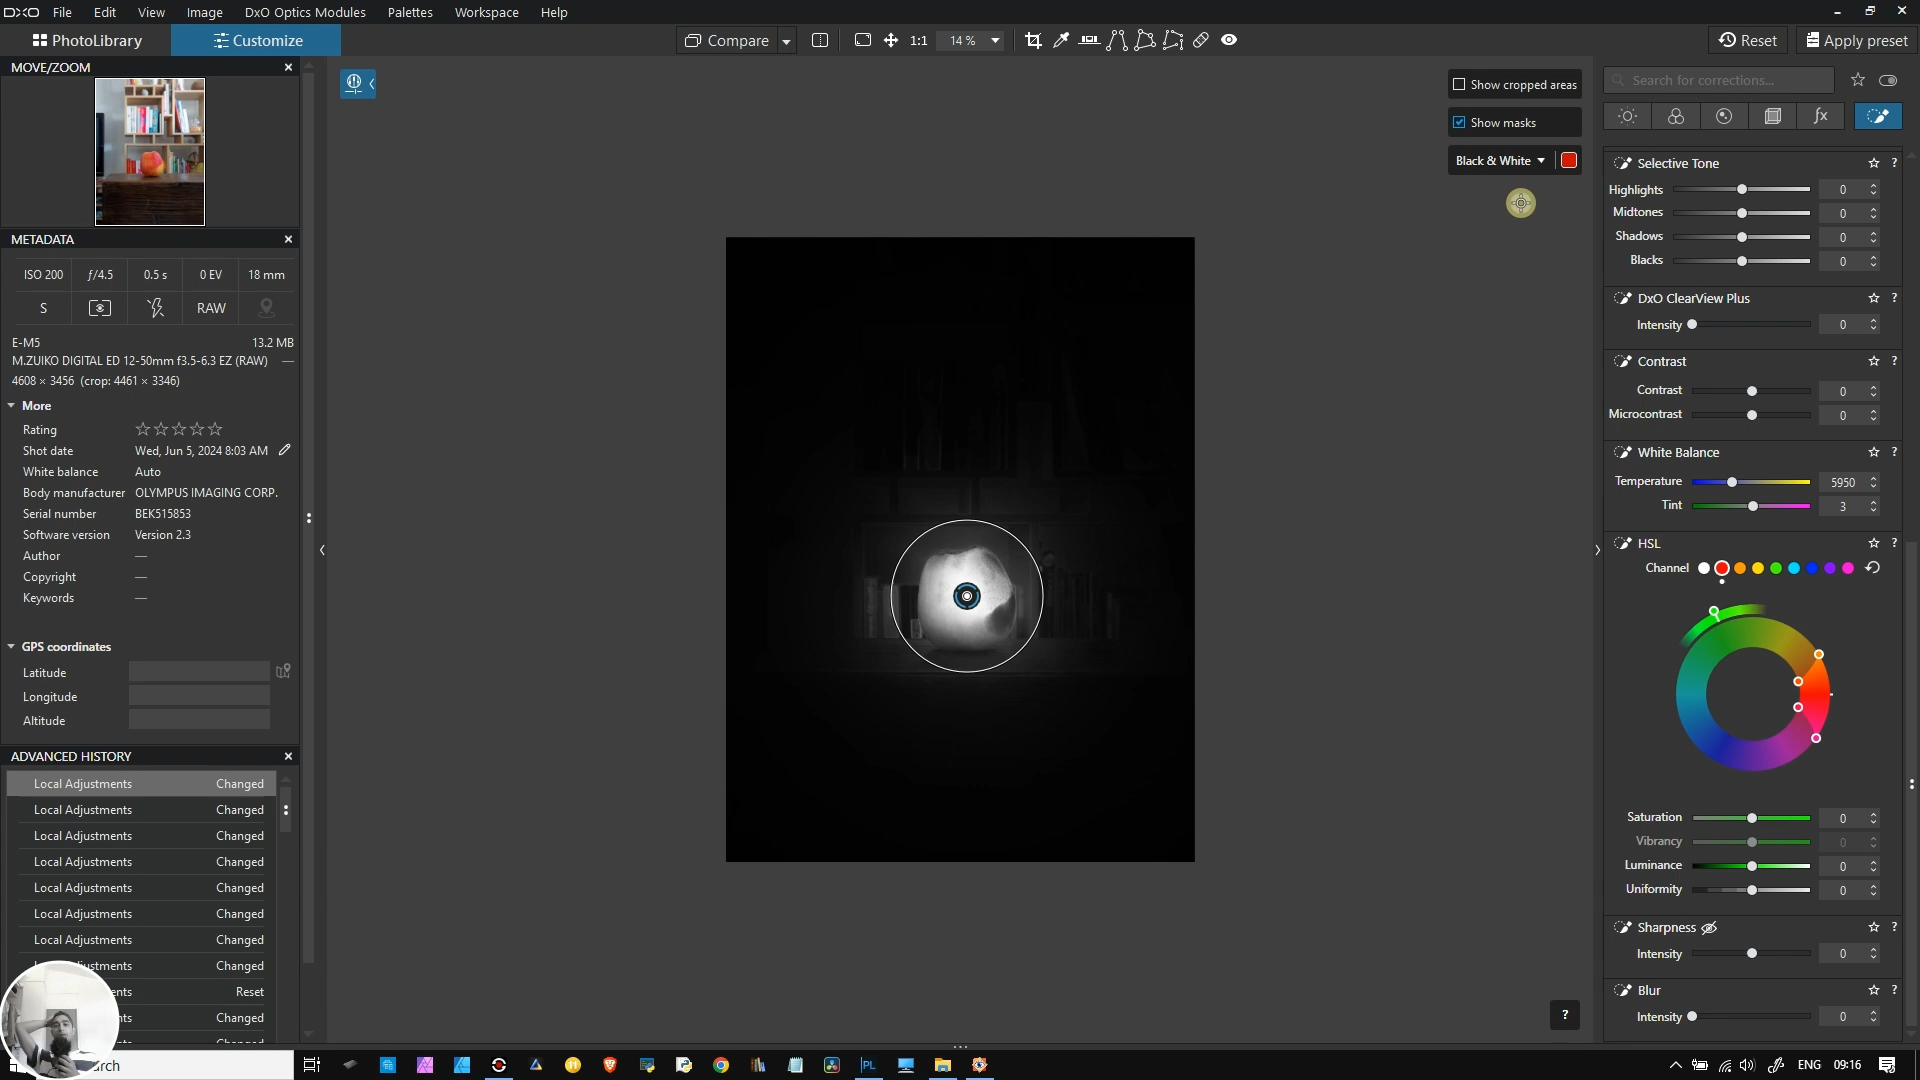 DXO File Edit View Image DxO Optics Modules Palettes Workspace Help
PhotoLibrary Customize Compare 1:1 14 % Reset Apply preset
MOVE/ZOOM
METADATA
ISO 200 ƒ/4.5 0.5 s 0 EV 18 mm
S RAW
E-M5 13.2 MB
M.ZUIKO DIGITAL ED 12-50mm f3.5-6.3 EZ (RAW) —
4608 × 3456 (crop: 4461 × 3346)
More
Rating
Shot date Wed, Jun 5, 2024 8:03 AM
White balance Auto
Body manufacturer OLYMPUS IMAGING CORP.
Serial number BEK515853
Software version Version 2.3
Author —
Copyright —
Keywords —
GPS coordinates
Latitude
Longitude
Altitude
ADVANCED HISTORY
Local Adjustments Changed
Local Adjustments Changed
Local Adjustments Changed
Local Adjustments Changed
Local Adjustments Changed
Local Adjustments Changed
Local Adjustments Changed
ustments Changed
ents Reset
ents Changed
Show cropped areas
Show masks
Black & White
?
Search for corrections...
fx
Selective Tone ?
Highlights 0
Midtones 0
Shadows 0
Blacks 0
DxO ClearView Plus ?
Intensity 0
Contrast ?
Contrast 0
Microcontrast 0
White Balance ?
Temperature 5950
Tint 3
HSL ?
Channel
Saturation 0
Vibrancy 0
Luminance 0
Uniformity 0
Sharpness ?
Intensity 0
Blur ?
Intensity 0
arch PL ENG 09:16